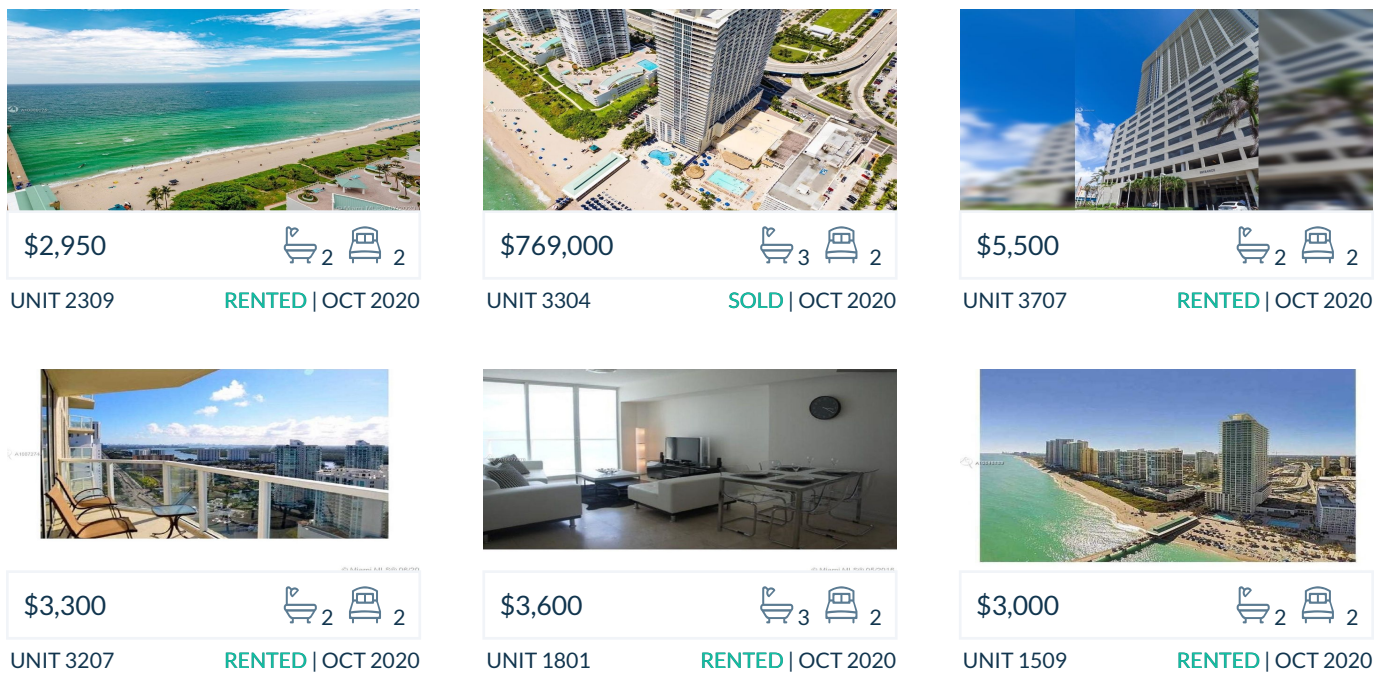 $2,950 2 2
UNIT 2309 RENTED | OCT 2020
$769,000 3 2
UNIT 3304 SOLD | OCT 2020
$5,500 2 2
UNIT 3707 RENTED | OCT 2020
$3,300 2 2
UNIT 3207 RENTED | OCT 2020
$3,600 3 2
UNIT 1801 RENTED | OCT 2020
$3,000 2 2
UNIT 1509 RENTED | OCT 2020